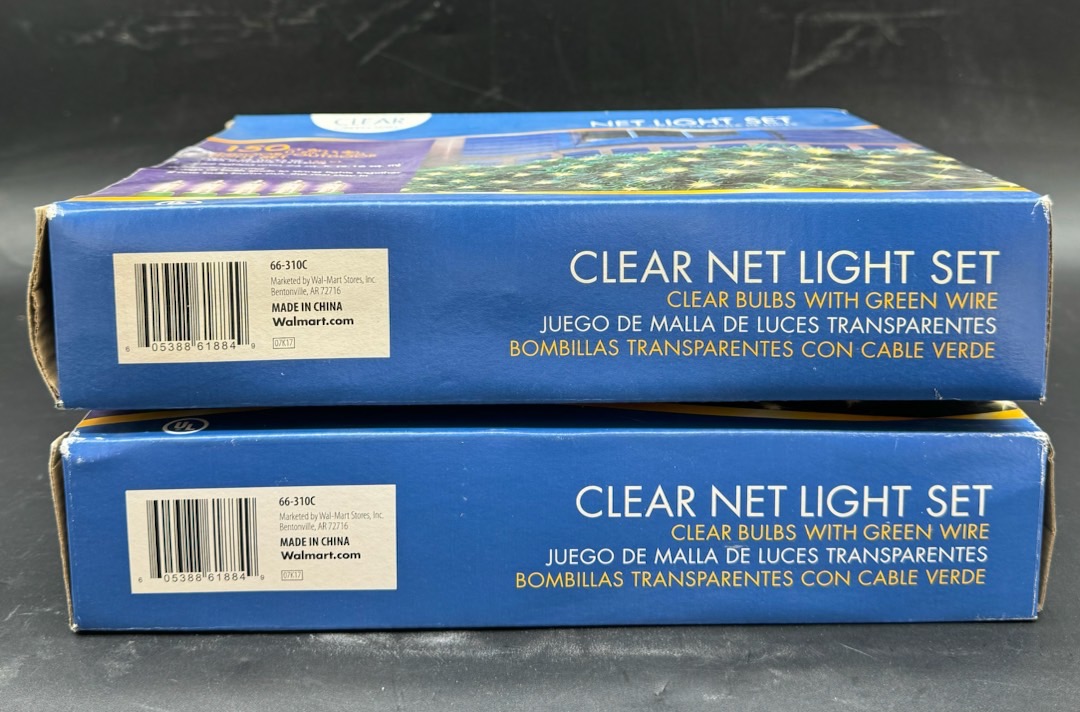 CLEAR
NET LIGHT SET
150
66-310C
Marketed by Wal-Mart Stores, Inc.
Bentonville, AR 72716
MADE IN CHINA
Walmart.com
07K17
6 05388 61884 9
CLEAR NET LIGHT SET
CLEAR BULBS WITH GREEN WIRE
JUEGO DE MALLA DE LUCES TRANSPARENTES
BOMBILLAS TRANSPARENTES CON CABLE VERDE
UL
66-310C
Marketed by Wal-Mart Stores, Inc.
Bentonville, AR 72716
MADE IN CHINA
Walmart.com
07K17
6 05388 61884 9
CLEAR NET LIGHT SET
CLEAR BULBS WITH GREEN WIRE
JUEGO DE MALLA DE LUCES TRANSPARENTES
BOMBILLAS TRANSPARENTES CON CABLE VERDE